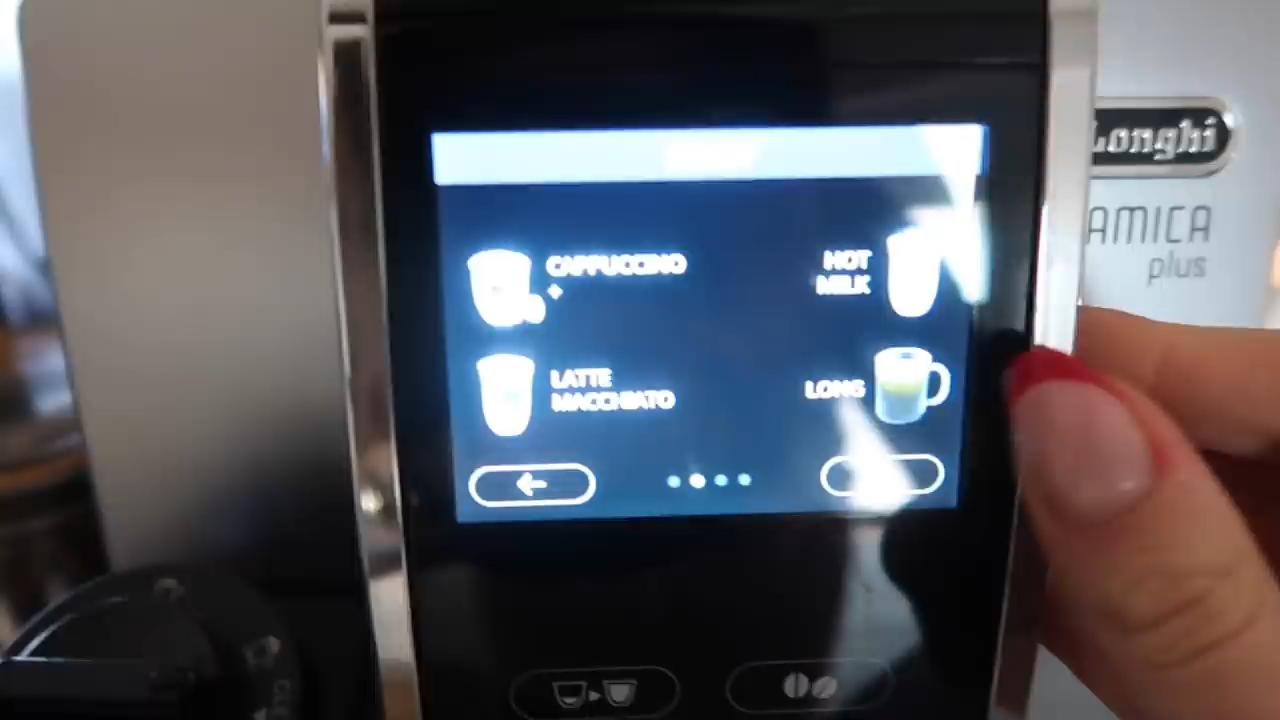 CAPPUCCINO
+
HOT
MILK
LATTE
MACCHIATO
LONG
Longhi
AMICA
plus